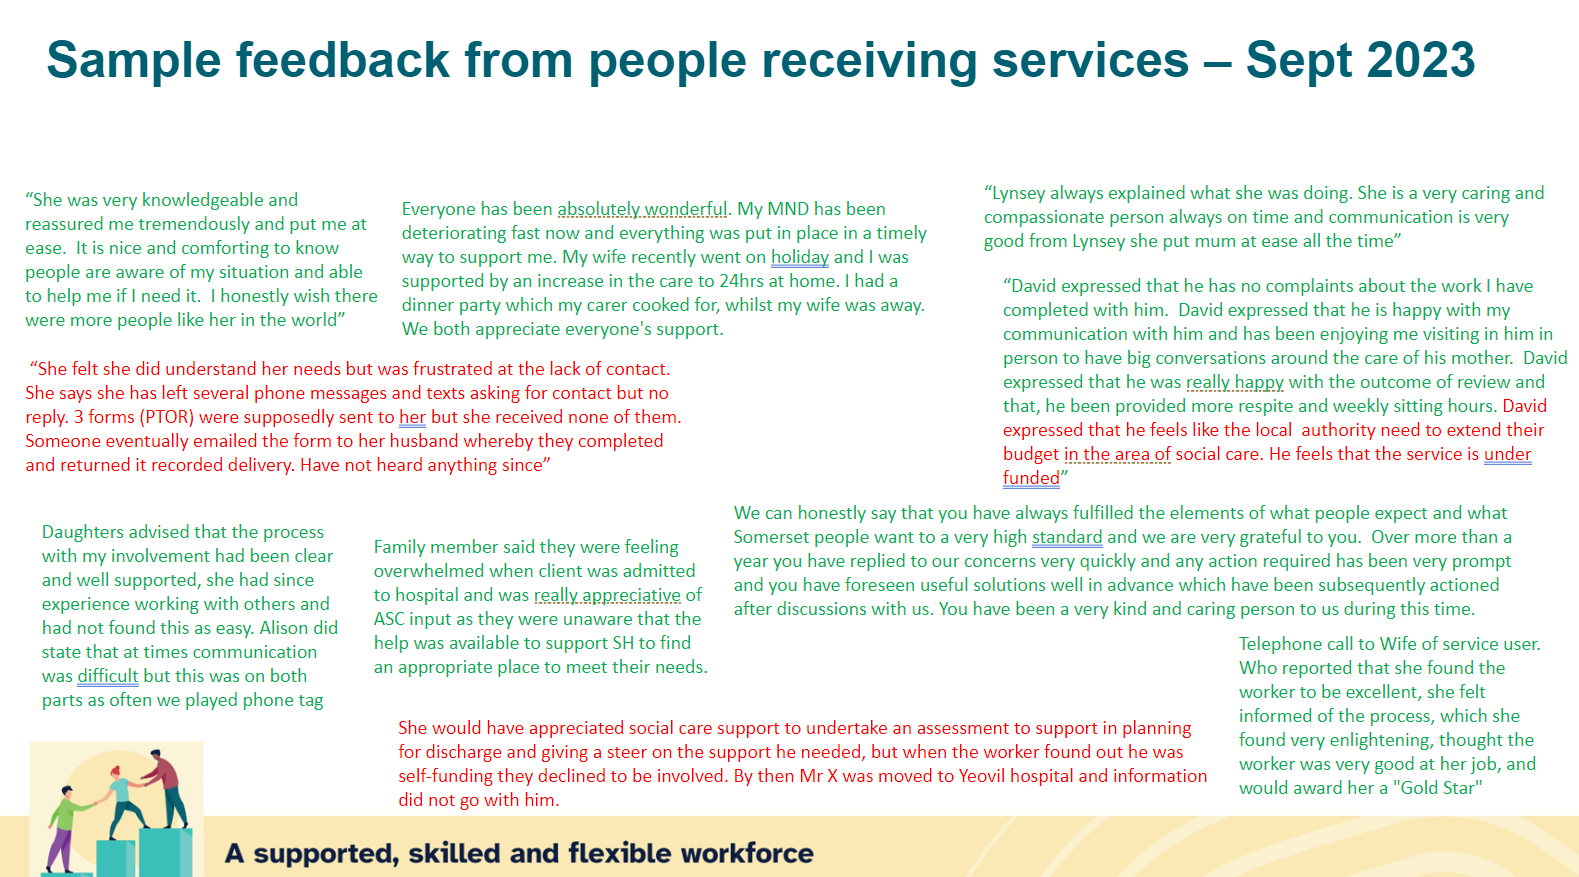 Sample feedback from people receiving services – Sept 2023
“She was very knowledgeable and
reassured me tremendously and put me at
ease.  It is nice and comforting to know
people are aware of my situation and able
to help me if I need it.  I honestly wish there
were more people like her in the world”
Everyone has been absolutely wonderful. My MND has been
deteriorating fast now and everything was put in place in a timely
way to support me. My wife recently went on holiday and I was
supported by an increase in the care to 24hrs at home. I had a
dinner party which my carer cooked for, whilst my wife was away.
We both appreciate everyone's support.
“Lynsey always explained what she was doing. She is a very caring and
compassionate person always on time and communication is very
good from Lynsey she put mum at ease all the time”
“David expressed that he has no complaints about the work I have
completed with him.  David expressed that he is happy with my
communication with him and has been enjoying me visiting in him in
person to have big conversations around the care of his mother.  David
expressed that he was really happy with the outcome of review and
that, he been provided more respite and weekly sitting hours. David
expressed that he feels like the local  authority need to extend their
budget in the area of social care. He feels that the service is under
funded”
“She felt she did understand her needs but was frustrated at the lack of contact.
She says she has left several phone messages and texts asking for contact but no
reply. 3 forms (PTOR) were supposedly sent to her but she received none of them.
Someone eventually emailed the form to her husband whereby they completed
and returned it recorded delivery. Have not heard anything since”
Daughters advised that the process
with my involvement had been clear
and well supported, she had since
experience working with others and
had not found this as easy. Alison did
state that at times communication
was difficult but this was on both
parts as often we played phone tag
Family member said they were feeling
overwhelmed when client was admitted
to hospital and was really appreciative of
ASC input as they were unaware that the
help was available to support SH to find
an appropriate place to meet their needs.
We can honestly say that you have always fulfilled the elements of what people expect and what
Somerset people want to a very high standard and we are very grateful to you.  Over more than a
year you have replied to our concerns very quickly and any action required has been very prompt
and you have foreseen useful solutions well in advance which have been subsequently actioned
after discussions with us. You have been a very kind and caring person to us during this time.
Telephone call to Wife of service user.
Who reported that she found the
worker to be excellent, she felt
informed of the process, which she
found very enlightening, thought the
worker was very good at her job, and
would award her a "Gold Star"
She would have appreciated social care support to undertake an assessment to support in planning
for discharge and giving a steer on the support he needed, but when the worker found out he was
self-funding they declined to be involved. By then Mr X was moved to Yeovil hospital and information
did not go with him.
A supported, skilled and flexible workforce